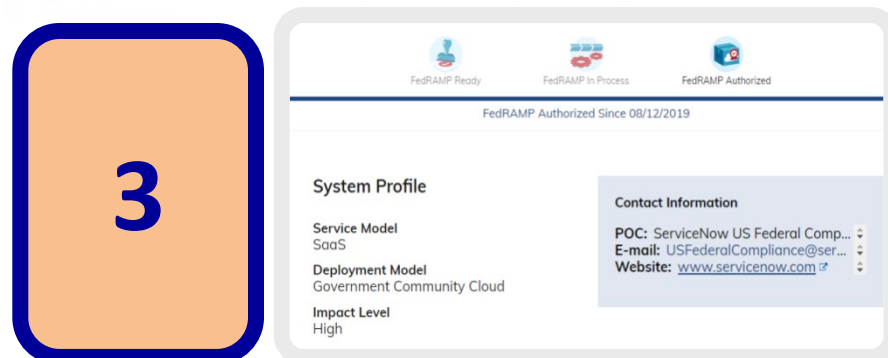 3
FedRAMP Ready
FedRAMP In Process
FedRAMP Authorized
FedRAMP Authorized Since 08/12/2019
System Profile
Service Model
SaaS
Deployment Model
Government Community Cloud
Impact Level
High
Contact Information
POC: ServiceNow US Federal Comp...
E-mail: USFederalCompliance@ser...
Website: www.servicenow.com